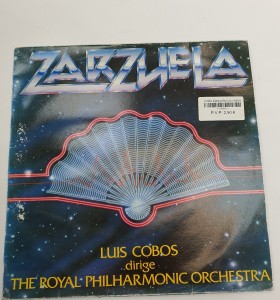 ZARZUELA
LUIS COBOS
dirige
THE ROYAL PHILHARMONIC ORCHESTRA